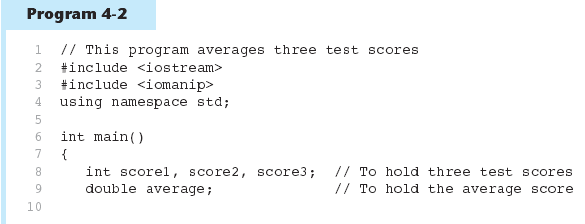 Program 4-2
1 // This program averages three test scores
2 #include <iostream>
3 #include <iomanip>
4 using namespace std;
5
6 int main()
7 {
8 int score1, score2, score3; // To hold three test scores
9 double average; // To hold the average score
10